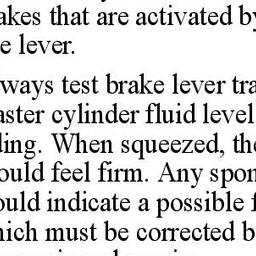 akes that are activated by
e lever.
ways test brake lever tra
aster cylinder fluid level
ding. When squeezed, the
ould feel firm. Any spon
ould indicate a possible f
hich must be corrected b